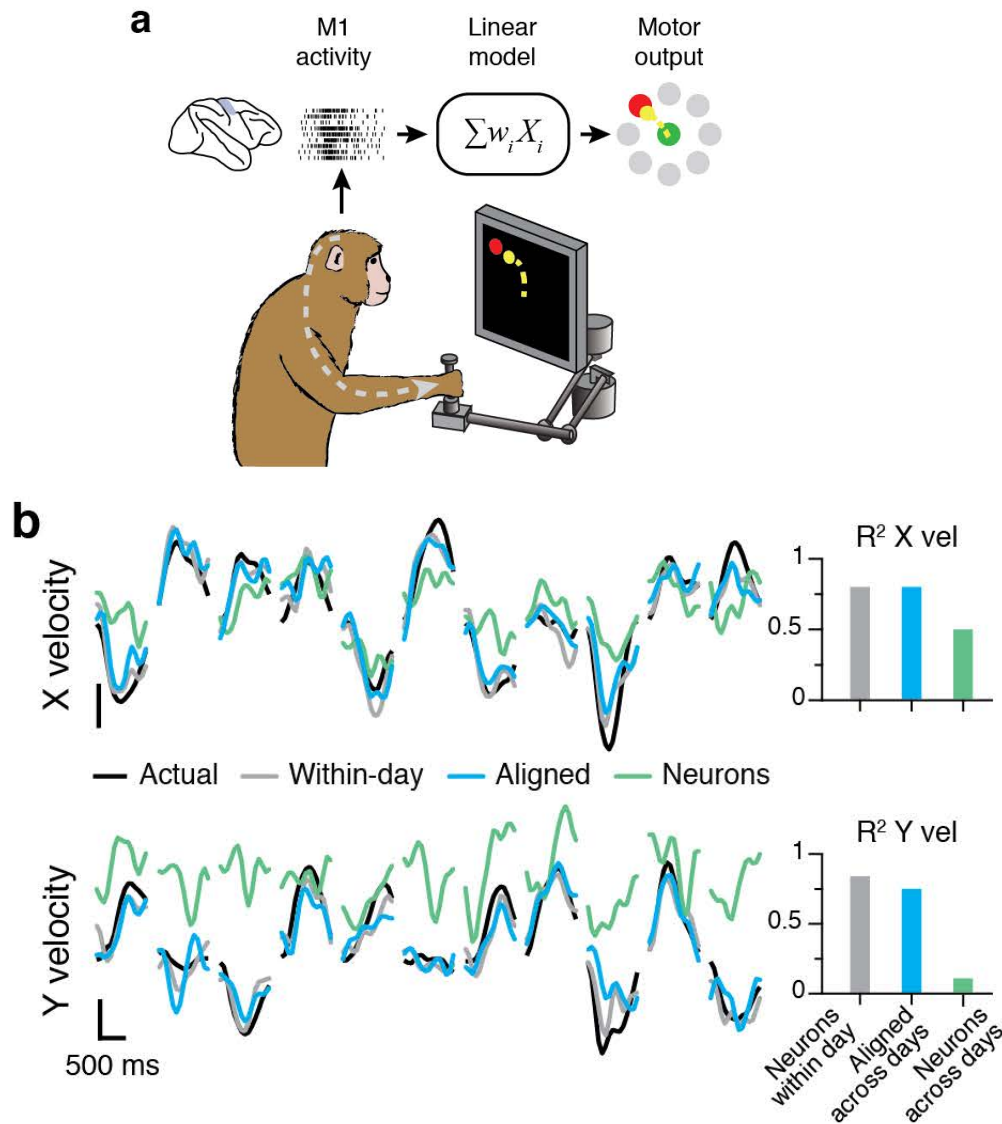 a
M1
activity
Linear
model
Motor
output
∑wᵢXᵢ
b
X velocity
R² X vel
1
0.5
0
Actual
Within-day
Aligned
Neurons
Y velocity
500 ms
R² Y vel
1
0.5
0
Neurons
within day
Aligned
across days
Neurons
across days